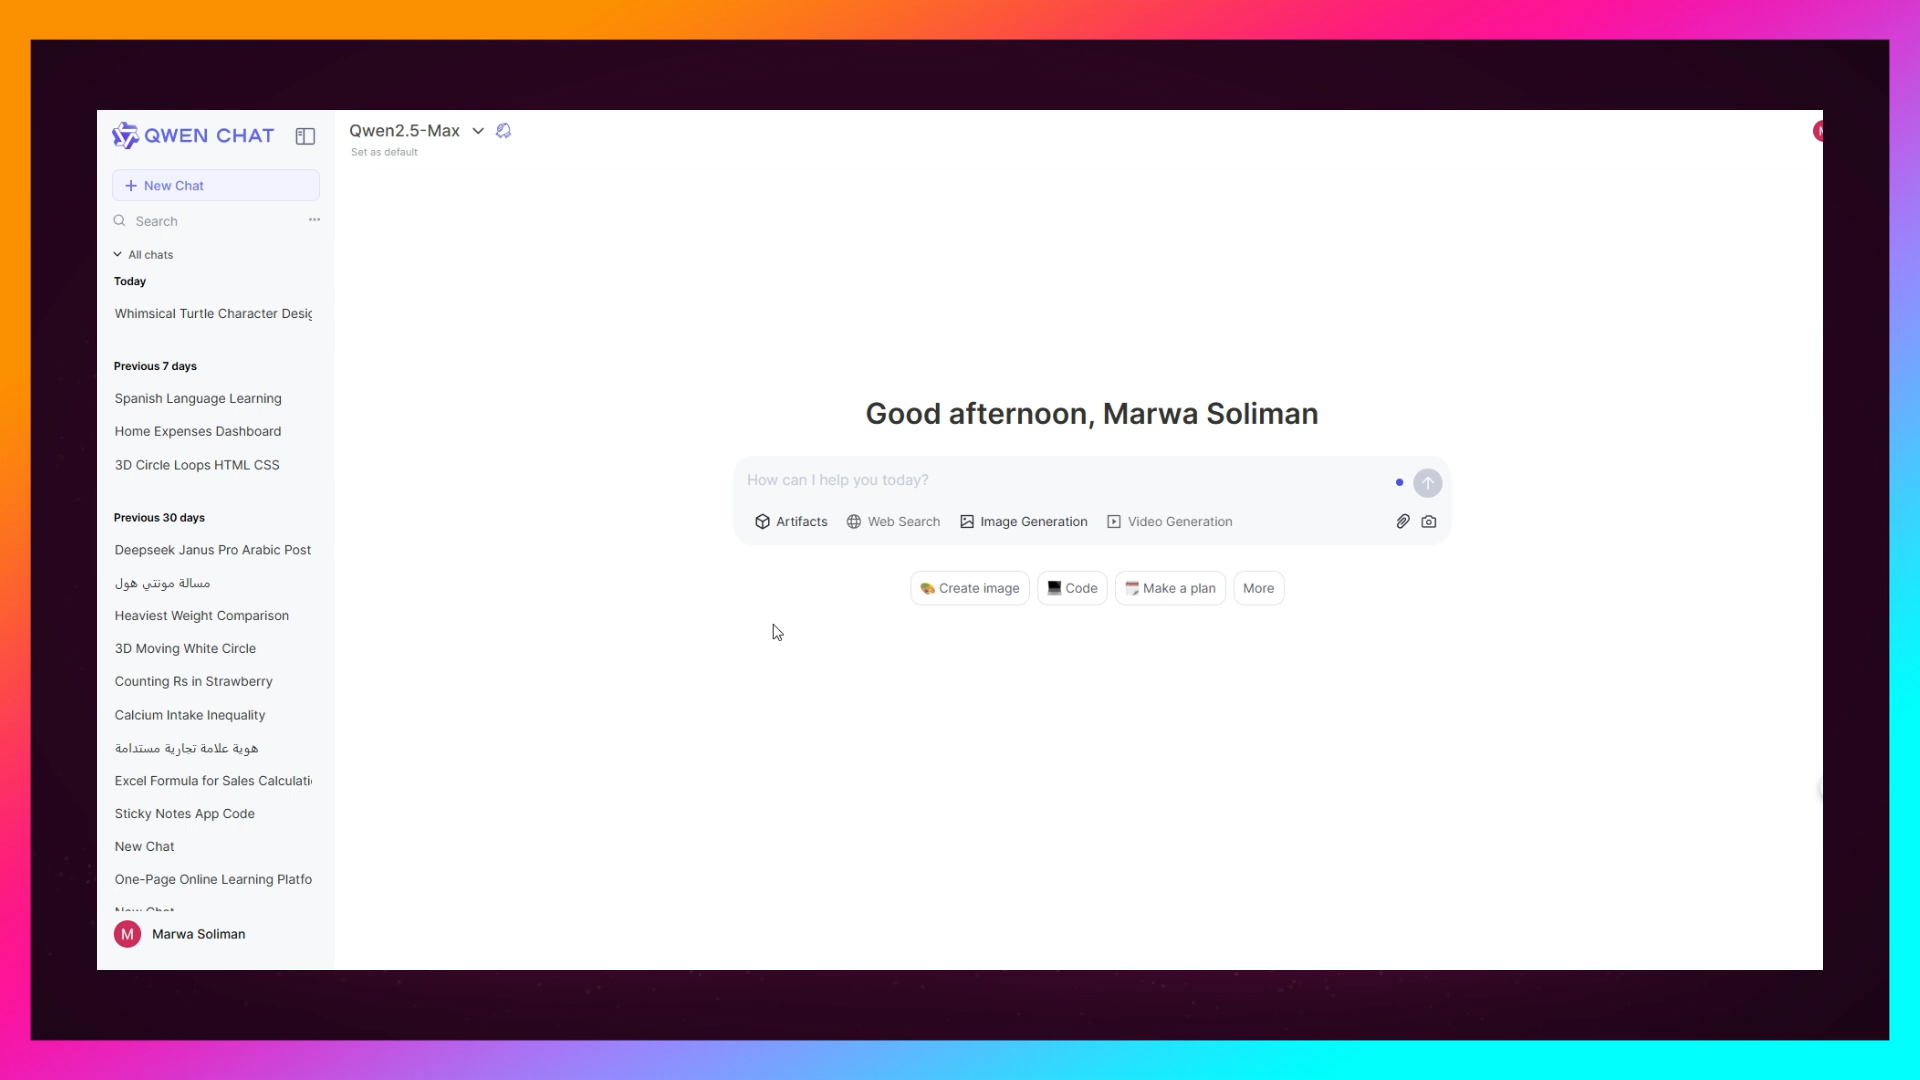 QWEN CHAT
New Chat
Search
All chats
Today
Whimsical Turtle Character Desig
Previous 7 days
Spanish Language Learning
Home Expenses Dashboard
3D Circle Loops HTML CSS
Previous 30 days
Deepseek Janus Pro Arabic Post
مسالة مونتي هول
Heaviest Weight Comparison
3D Moving White Circle
Counting Rs in Strawberry
Calcium Intake Inequality
هوية علامة تجارية مستدامة
Excel Formula for Sales Calculati
Sticky Notes App Code
New Chat
One-Page Online Learning Platfo
New Chat
M Marwa Soliman
Qwen2.5-Max
Set as default
Good afternoon, Marwa Soliman
How can I help you today?
Artifacts Web Search Image Generation Video Generation
Create image Code Make a plan More